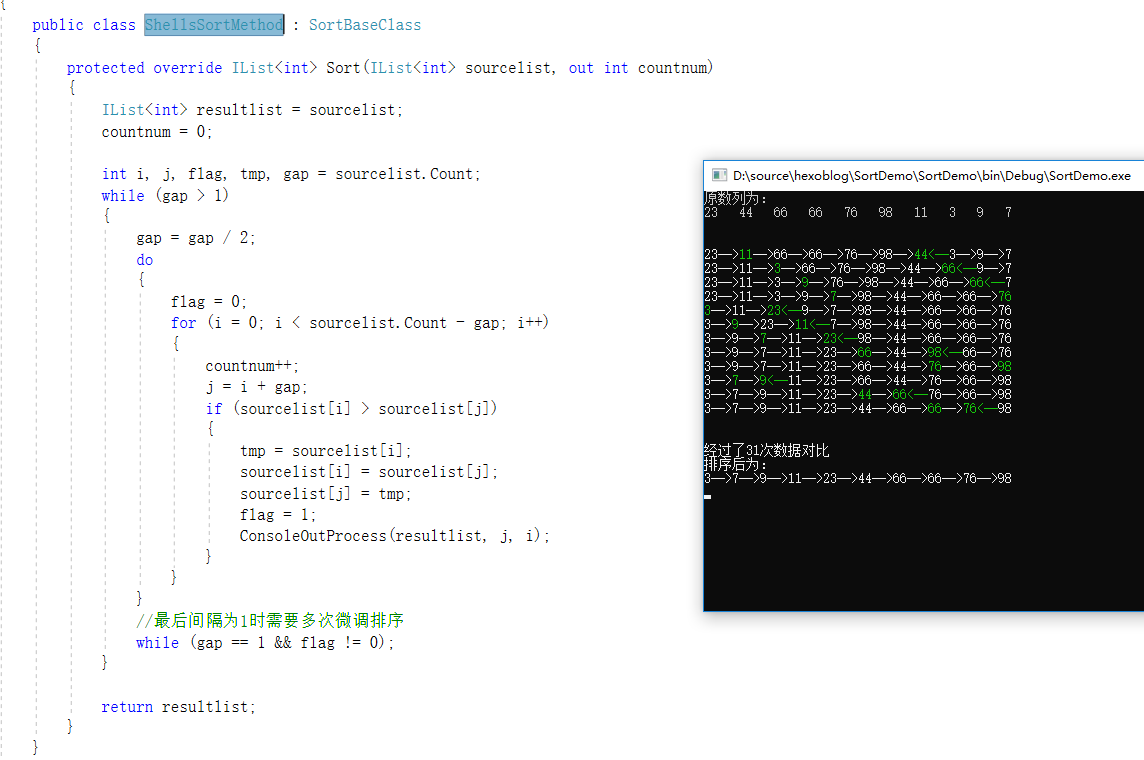 {
public class ShellsSortMethod : SortBaseClass
{
protected override IList<int> Sort(IList<int> sourcelist, out int countnum)
{
IList<int> resultlist = sourcelist;
countnum = 0;
int i, j, flag, tmp, gap = sourcelist.Count;
while (gap > 1)
{
gap = gap / 2;
do
{
flag = 0;
for (i = 0; i < sourcelist.Count - gap; i++)
{
countnum++;
j = i + gap;
if (sourcelist[i] > sourcelist[j])
{
tmp = sourcelist[i];
sourcelist[i] = sourcelist[j];
sourcelist[j] = tmp;
flag = 1;
ConsoleOutProcess(resultlist, j, i);
}
}
}
//最后间隔为1时需要多次微调排序
while (gap == 1 && flag != 0);
}
return resultlist;
}
}
D:\source\hexoblog\SortDemo\SortDemo\bin\Debug\SortDemo.exe
原数列为:
23 44 66 66 76 98 11 3 9 7
23—>11—>66—>66—>76—>98—>44<—3—>9—>7
23—>11—>3—>66—>76—>98—>44—>66<—9—>7
23—>11—>3—>9—>76—>98—>44—>66—>66<—7
23—>11—>3—>9—>7—>98—>44—>66—>66—>76
3—>11—>23<—9—>7—>98—>44—>66—>66—>76
3—>9—>23—>11<—7—>98—>44—>66—>66—>76
3—>9—>7—>11—>23<—98—>44—>66—>66—>76
3—>9—>7—>11—>23—>66—>44—>98<—66—>76
3—>9—>7—>11—>23—>66—>44—>76—>66—>98
3—>7—>9<—11—>23—>66—>44—>76—>66—>98
3—>7—>9—>11—>23—>44—>66<—76—>66—>98
3—>7—>9—>11—>23—>44—>66—>66—>76<—98
经过了31次数据对比
排序后为:
3—>7—>9—>11—>23—>44—>66—>66—>76—>98